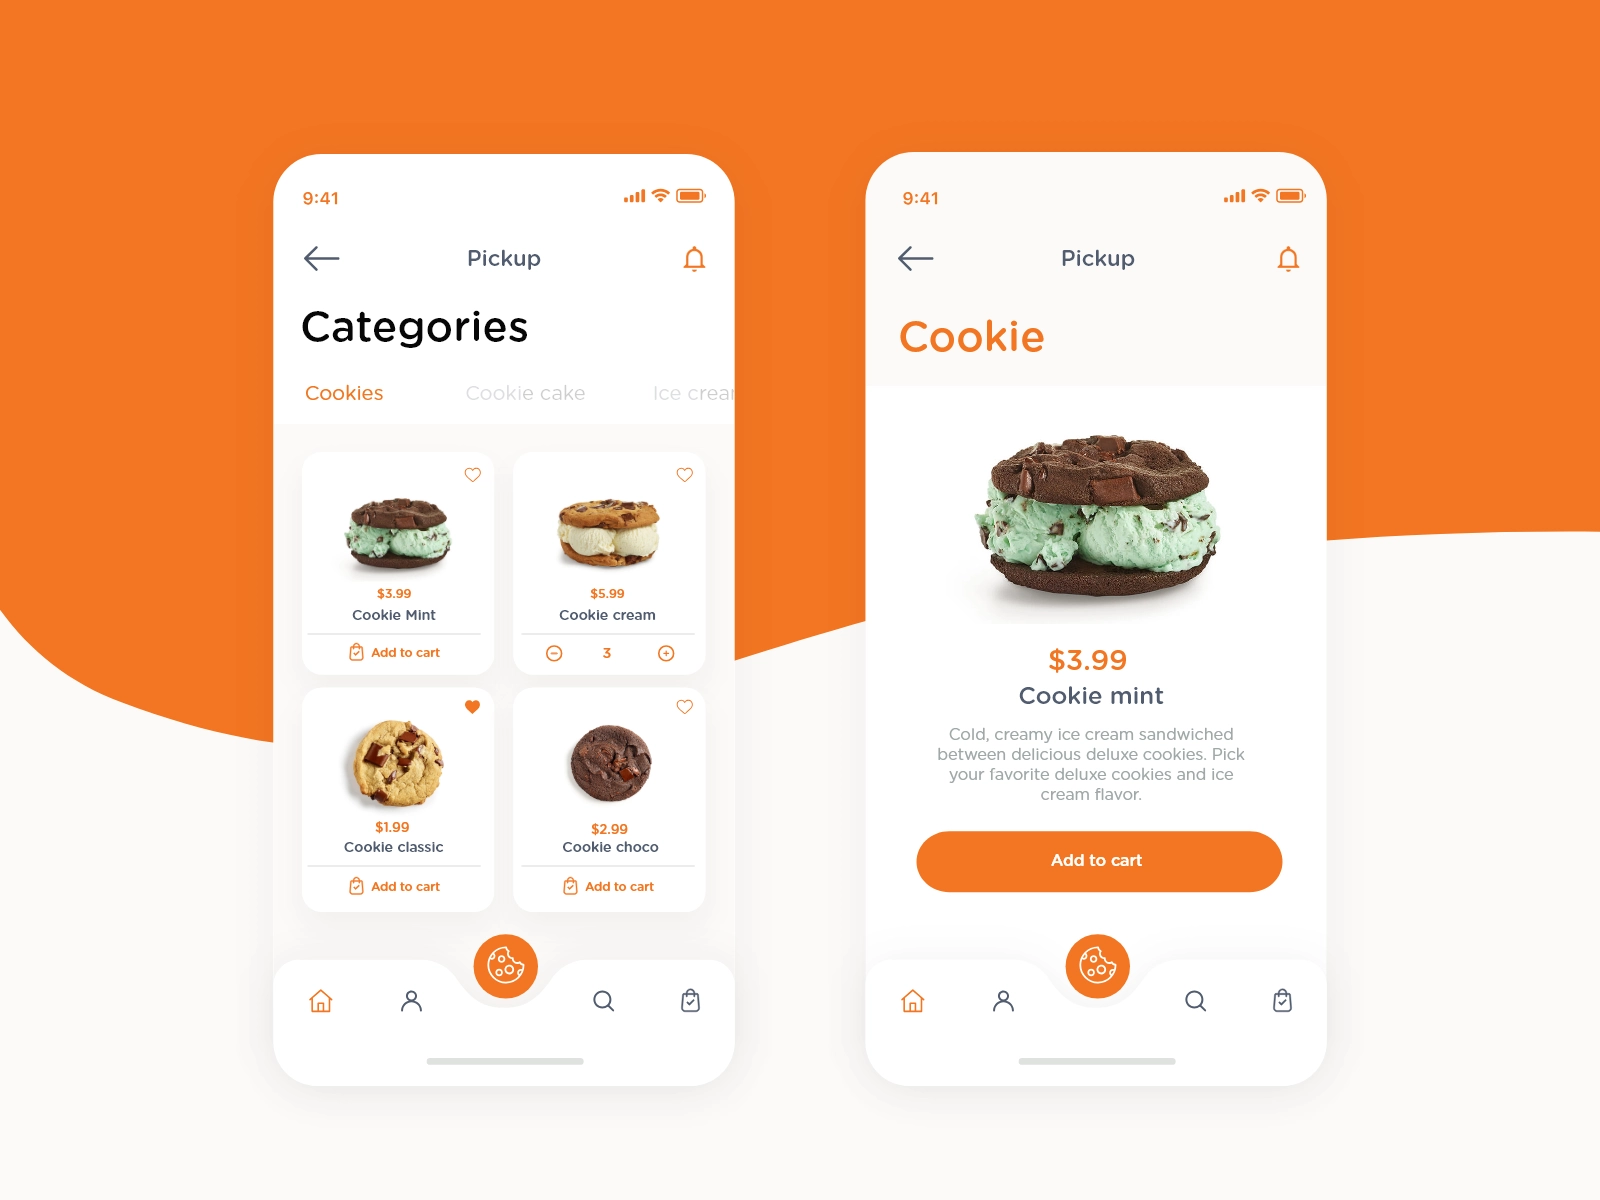 9:41
Pickup
Categories
Cookies Cookie cake Ice crea
$3.99
Cookie Mint
Add to cart
$5.99
Cookie cream
3
$1.99
Cookie classic
Add to cart
$2.99
Cookie choco
Add to cart
9:41
Pickup
Cookie
$3.99
Cookie mint
Cold, creamy ice cream sandwiched
between delicious deluxe cookies. Pick
your favorite deluxe cookies and ice
cream flavor.
Add to cart